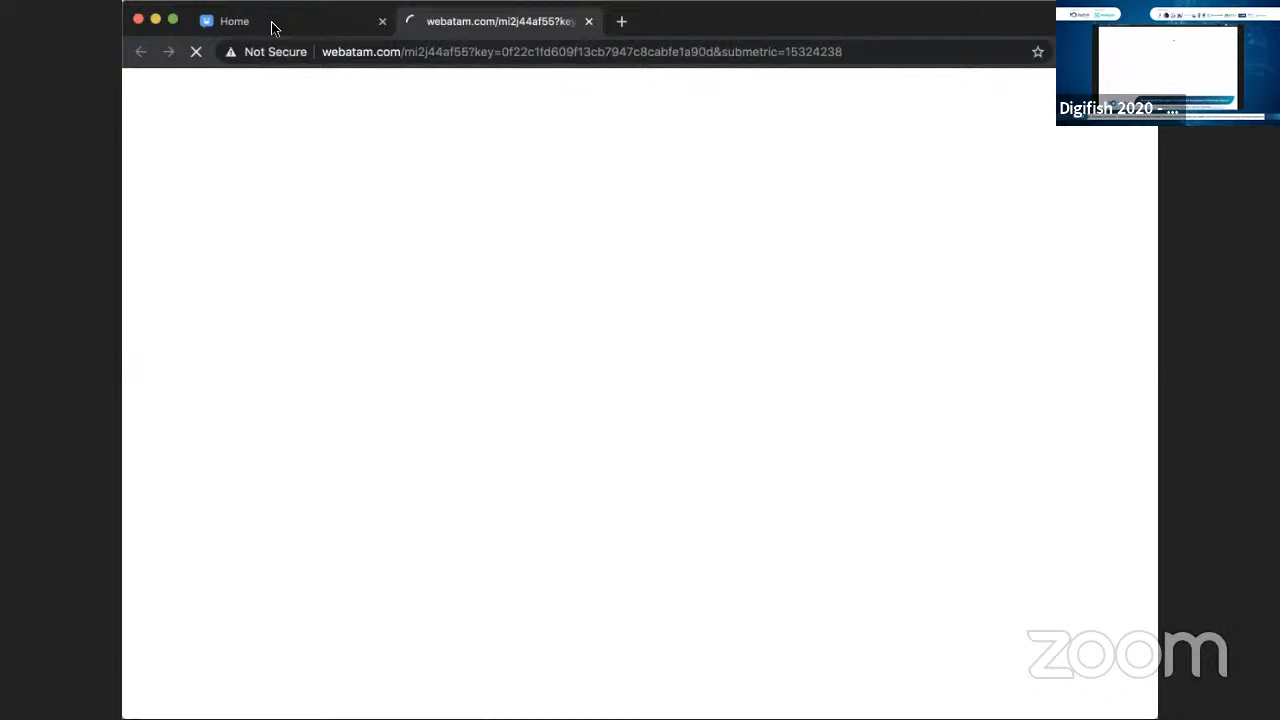 Home
webatam.com/mi2j44af55?ke
Not Secure
webatam.com/mi2j44af55?key=0f22c1fd609f13cb7947c8cabfe1a90d&submetric=15324238
Digifish 2020 - ...
zoom